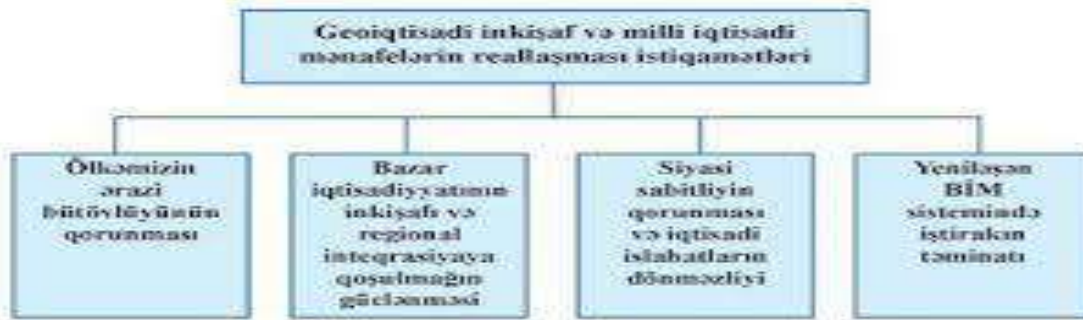 Geoiqtisadi inkişaf və milli iqtisadi
mənafelərin reallaşması istiqamətləri
Ölkəmizin
ərazi
bütövlüyünün
qorunması
Bazar
iqtisadiyyatının
inkişafı və
regional
inteqrasiyaya
qoşulmağın
güclənməsi
Siyasi
sabitliyin
qorunması
və iqtisadi
islahatların
dönməzliyi
Yeniləşən
BİM
sistemində
iştirakın
təminatı